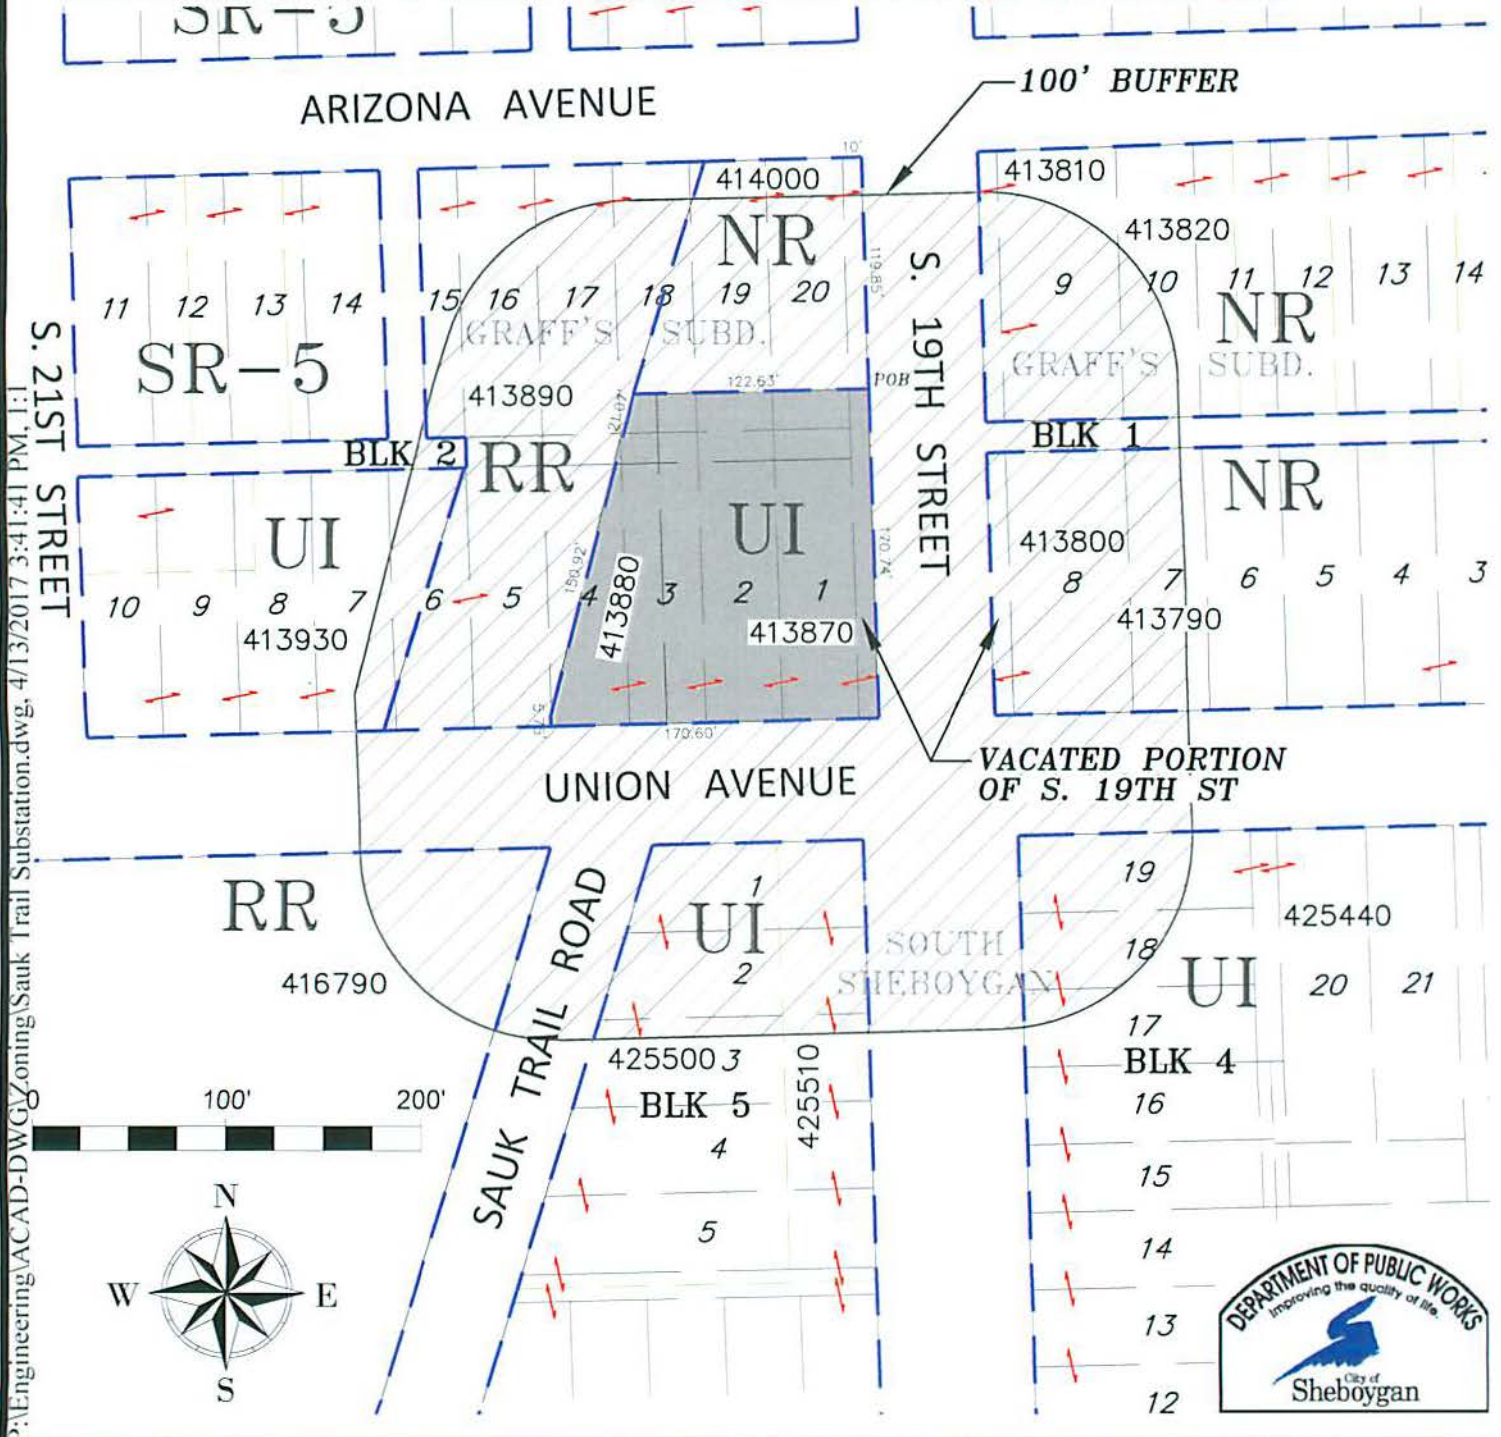 SR-5
ARIZONA AVENUE
100' BUFFER
10'
414000
413810
NR
413820
119.85'
S. 19TH STREET
11 12 13 14
15 16 17 18 19 20
9 10 11 12 13 14
NR
GRAFF'S SUBD.
GRAFF'S SUBD.
SR-5
S. 21ST STREET
413890
122.63'
POB
BLK 2
RR
BLK 1
NR
UI
UI
170.74'
413800
150.92'
413880
10 9 8 7 6 5 4 3 2 1
8 7 6 5 4 3
413930
413870
413790
170.60'
UNION AVENUE
VACATED PORTION
OF S. 19TH ST
RR
416790
SAUK TRAIL ROAD
1
UI
2
SOUTH
SHEBOYGAN
19
425440
18
UI
20 21
17
425500 3
425510
BLK 4
BLK 5
16
4
15
5
14
13
12
0 100' 200'
N
W E
S
P:\Engineering\ACAD-DWG\Zoning\Sauk Trail Substation.dwg, 4/13/2017 3:41:41 PM, 1:1
DEPARTMENT OF PUBLIC WORKS
Improving the quality of life.
City of
Sheboygan